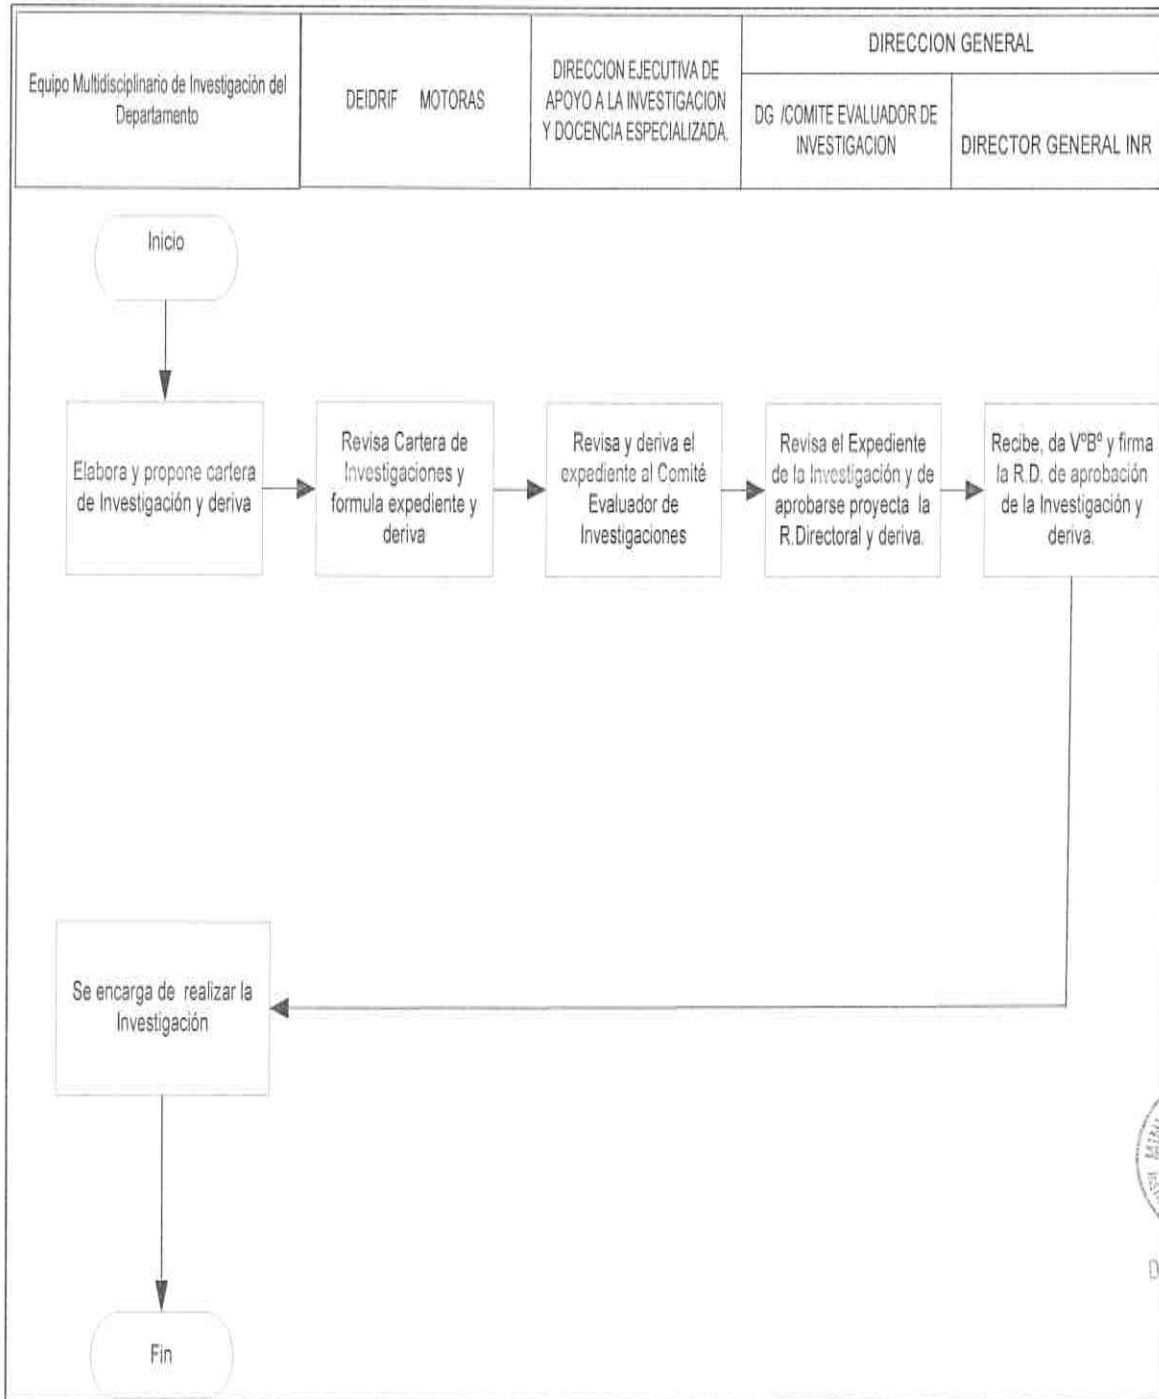 Equipo Multidisciplinario de Investigación del
Departamento
DEIDRIF MOTORAS
DIRECCION EJECUTIVA DE
APOYO A LA INVESTIGACION
Y DOCENCIA ESPECIALIZADA.
DIRECCION GENERAL
DG /COMITE EVALUADOR DE
INVESTIGACION
DIRECTOR GENERAL INR
Inicio
Elabora y propone cartera
de Investigación y deriva
Revisa Cartera de
Investigaciones y
formula expediente y
deriva
Revisa y deriva el
expediente al Comité
Evaluador de
Investigaciones
Revisa el Expediente
de la Investigación y de
aprobarse proyecta la
R.Directoral y deriva.
Recibe, da VºBº y firma
la R.D. de aprobación
de la Investigación y
deriva.
Se encarga de realizar la
Investigación
Fin